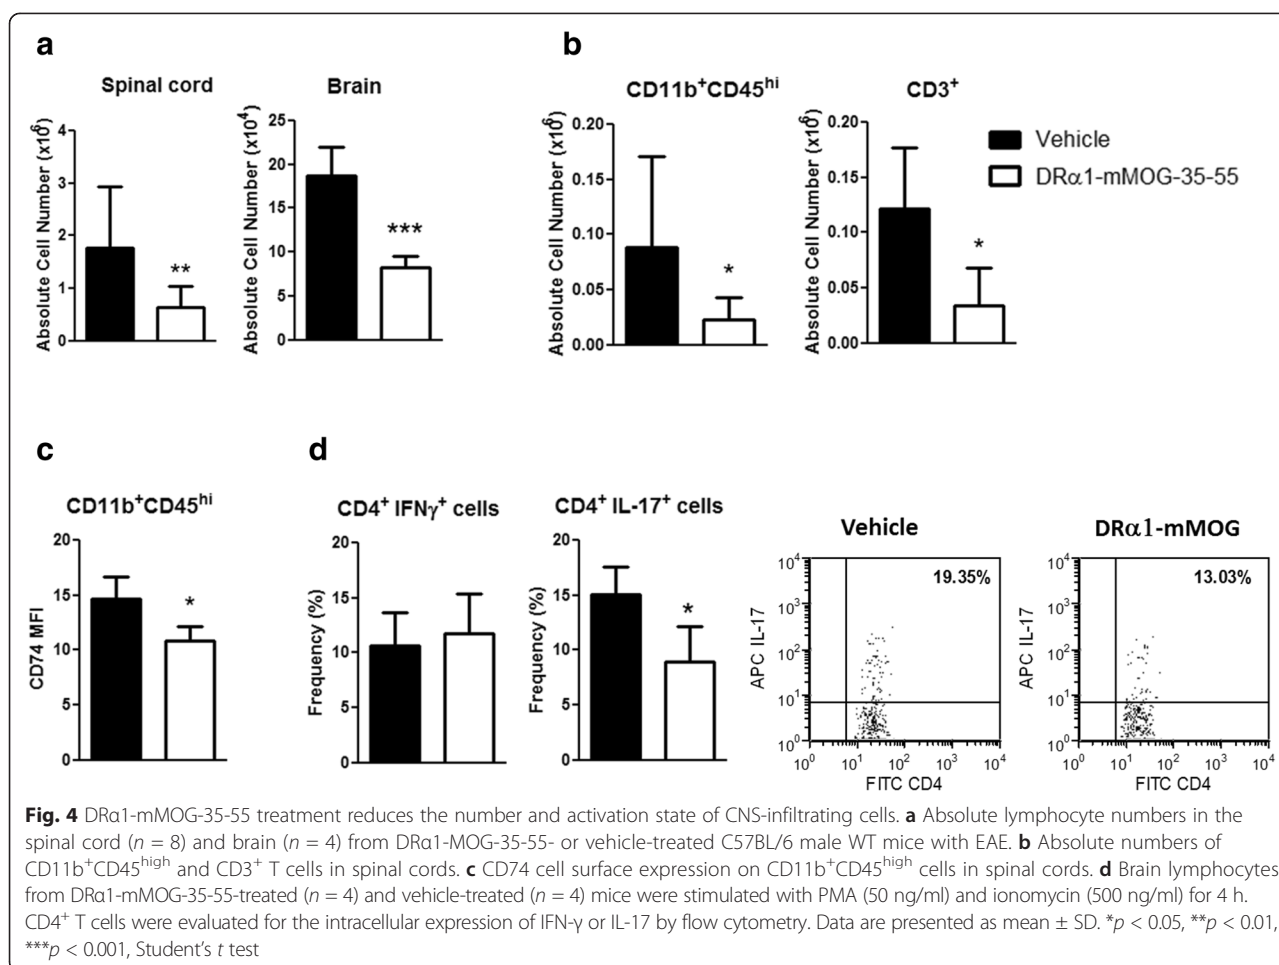 a
b
Spinal cord
Brain
CD11b⁺CD45ʰⁱ
CD3⁺
Absolute Cell Number (x10⁶)
4
3
2
1
0
**
Absolute Cell Number (x10⁴)
25
20
15
10
5
0
***
Absolute Cell Number (x10⁶)
0.20
0.15
0.10
0.05
0.00
*
Absolute Cell Number (x10⁶)
0.20
0.15
0.10
0.05
0.00
*
Vehicle
DRα1-mMOG-35-55
c
d
CD11b⁺CD45ʰⁱ
CD74 MFI
20
15
10
5
0
*
CD4⁺ IFNγ⁺ cells
Frequency (%)
20
15
10
5
0
CD4⁺ IL-17⁺ cells
Frequency (%)
20
15
10
5
0
*
Vehicle
APC IL-17
10⁴
10³
10²
10¹
10⁰
19.35%
10⁰ 10¹ 10² 10³ 10⁴
FITC CD4
DRα1-mMOG
APC IL-17
10⁴
10³
10²
10¹
10⁰
13.03%
10⁰ 10¹ 10² 10³ 10⁴
FITC CD4
Fig. 4 DRα1-mMOG-35-55 treatment reduces the number and activation state of CNS-infiltrating cells. a Absolute lymphocyte numbers in the
spinal cord (n = 8) and brain (n = 4) from DRα1-MOG-35-55- or vehicle-treated C57BL/6 male WT mice with EAE. b Absolute numbers of
CD11b⁺CD45ʰⁱᵍʰ and CD3⁺ T cells in spinal cords. c CD74 cell surface expression on CD11b⁺CD45ʰⁱᵍʰ cells in spinal cords. d Brain lymphocytes
from DRα1-mMOG-35-55-treated (n = 4) and vehicle-treated (n = 4) mice were stimulated with PMA (50 ng/ml) and ionomycin (500 ng/ml) for 4 h.
CD4⁺ T cells were evaluated for the intracellular expression of IFN-γ or IL-17 by flow cytometry. Data are presented as mean ± SD. *p < 0.05, **p < 0.01,
***p < 0.001, Student's t test